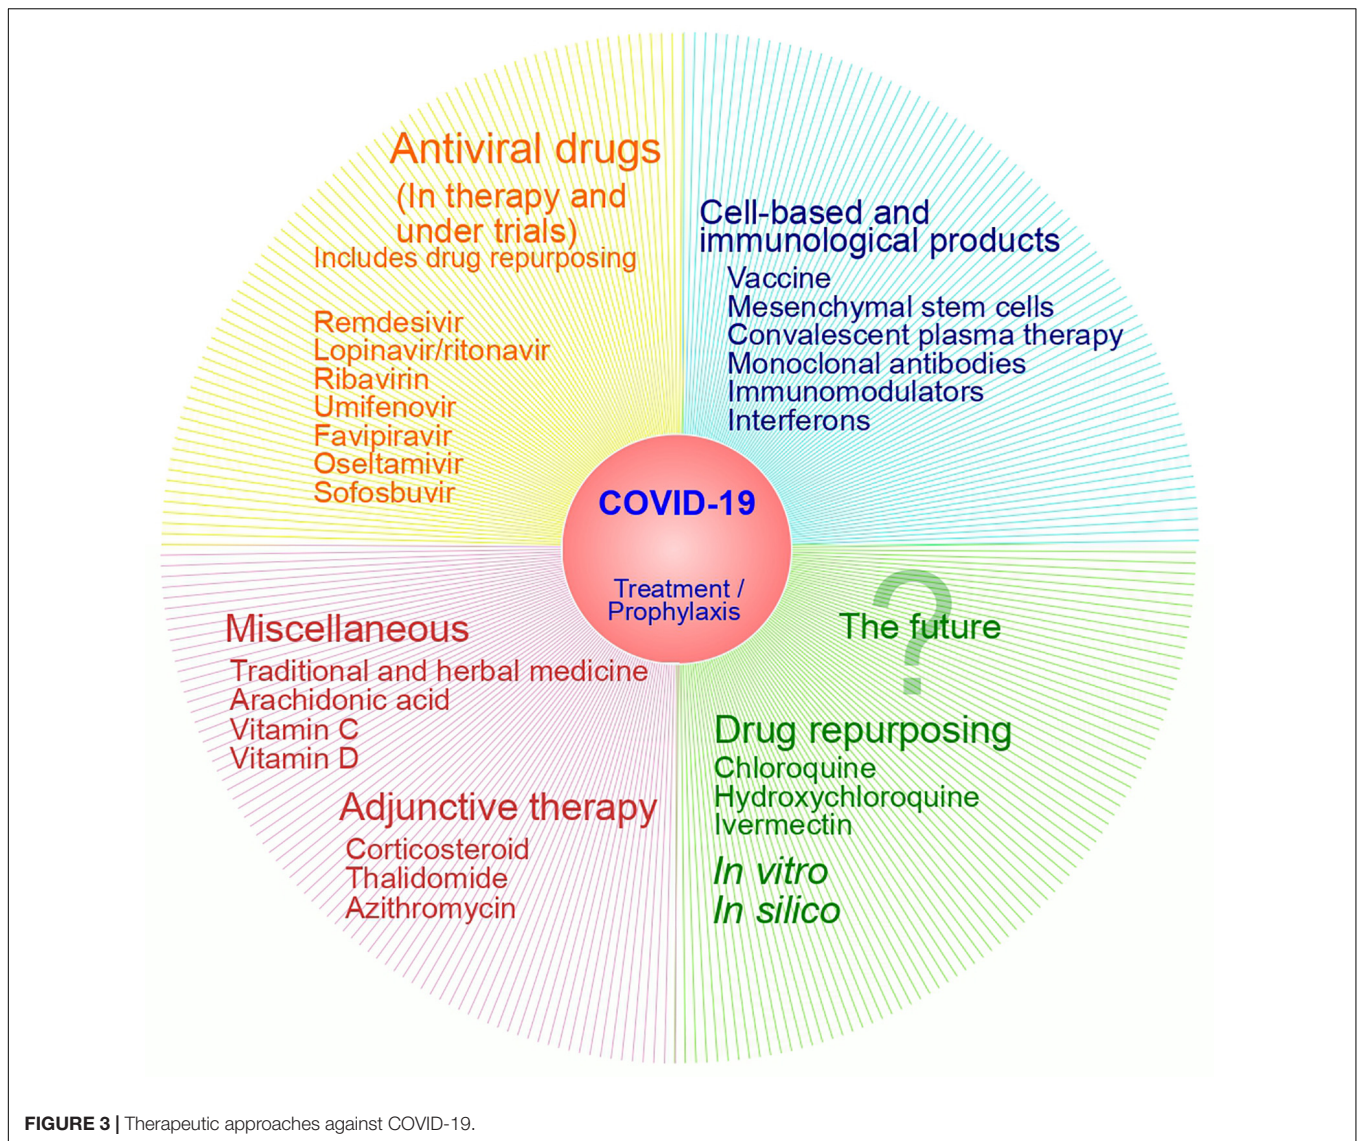 Antiviral drugs
(In therapy and
under trials)
Includes drug repurposing
Remdesivir
Lopinavir/ritonavir
Ribavirin
Umifenovir
Favipiravir
Oseltamivir
Sofosbuvir
Cell-based and
immunological products
Vaccine
Mesenchymal stem cells
Convalescent plasma therapy
Monoclonal antibodies
Immunomodulators
Interferons
COVID-19
Treatment /
Prophylaxis
Miscellaneous
Traditional and herbal medicine
Arachidonic acid
Vitamin C
Vitamin D
Adjunctive therapy
Corticosteroid
Thalidomide
Azithromycin
?
The future
Drug repurposing
Chloroquine
Hydroxychloroquine
Ivermectin
In vitro
In silico
FIGURE 3 | Therapeutic approaches against COVID-19.